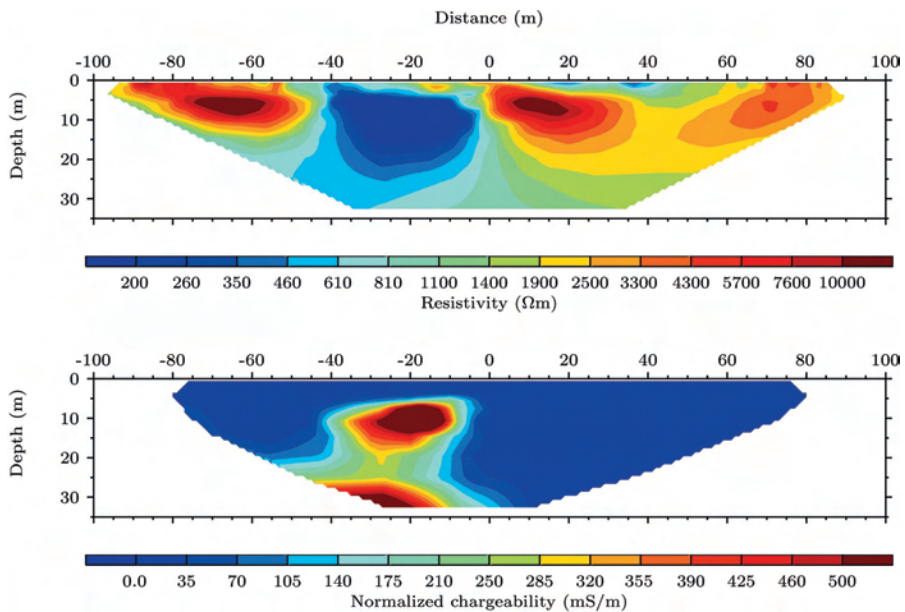 Distance (m)
-100 -80 -60 -40 -20 0 20 40 60 80 100
Depth (m)
0
10
20
30
200 260 350 460 610 810 1100 1400 1900 2500 3300 4300 5700 7600 10000
Resistivity (Ωm)
-100 -80 -60 -40 -20 0 20 40 60 80 100
Depth (m)
0
10
20
30
0.0 35 70 105 140 175 210 250 285 320 355 390 425 460 500
Normalized chargeability (mS/m)